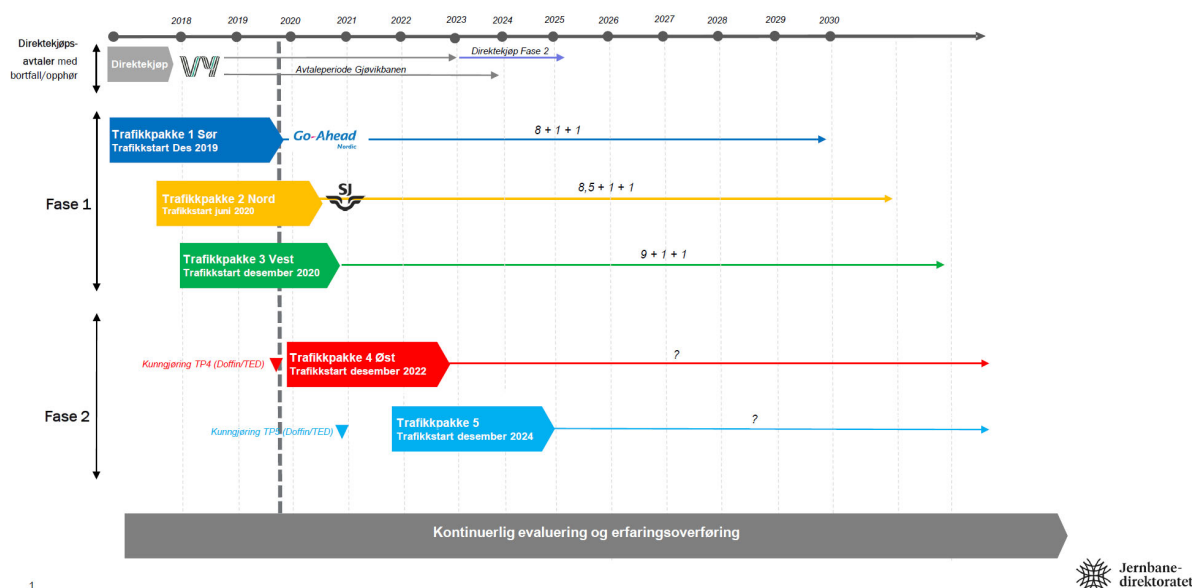 2018 2019 2020 2021 2022 2023 2024 2025 2026 2027 2028 2029 2030
Direktekjøps-
avtaler med
bortfall/opphør
Direktekjøp
VY
Direktekjøp Fase 2
Avtaleperiode Gjøvikbanen
Fase 1
Trafikkpakke 1 Sør
Trafikkstart Des 2019
Go-Ahead
Nordic
8 + 1 + 1
Trafikkpakke 2 Nord
Trafikkstart juni 2020
SJ
8,5 + 1 + 1
Trafikkpakke 3 Vest
Trafikkstart desember 2020
9 + 1 + 1
Fase 2
Kunngjøring TP4 (Doffin/TED)
Trafikkpakke 4 Øst
Trafikkstart desember 2022
?
Kunngjøring TP5 (Doffin/TED)
Trafikkpakke 5
Trafikkstart desember 2024
?
Kontinuerlig evaluering og erfaringsoverføring
1
Jernbane-
direktoratet